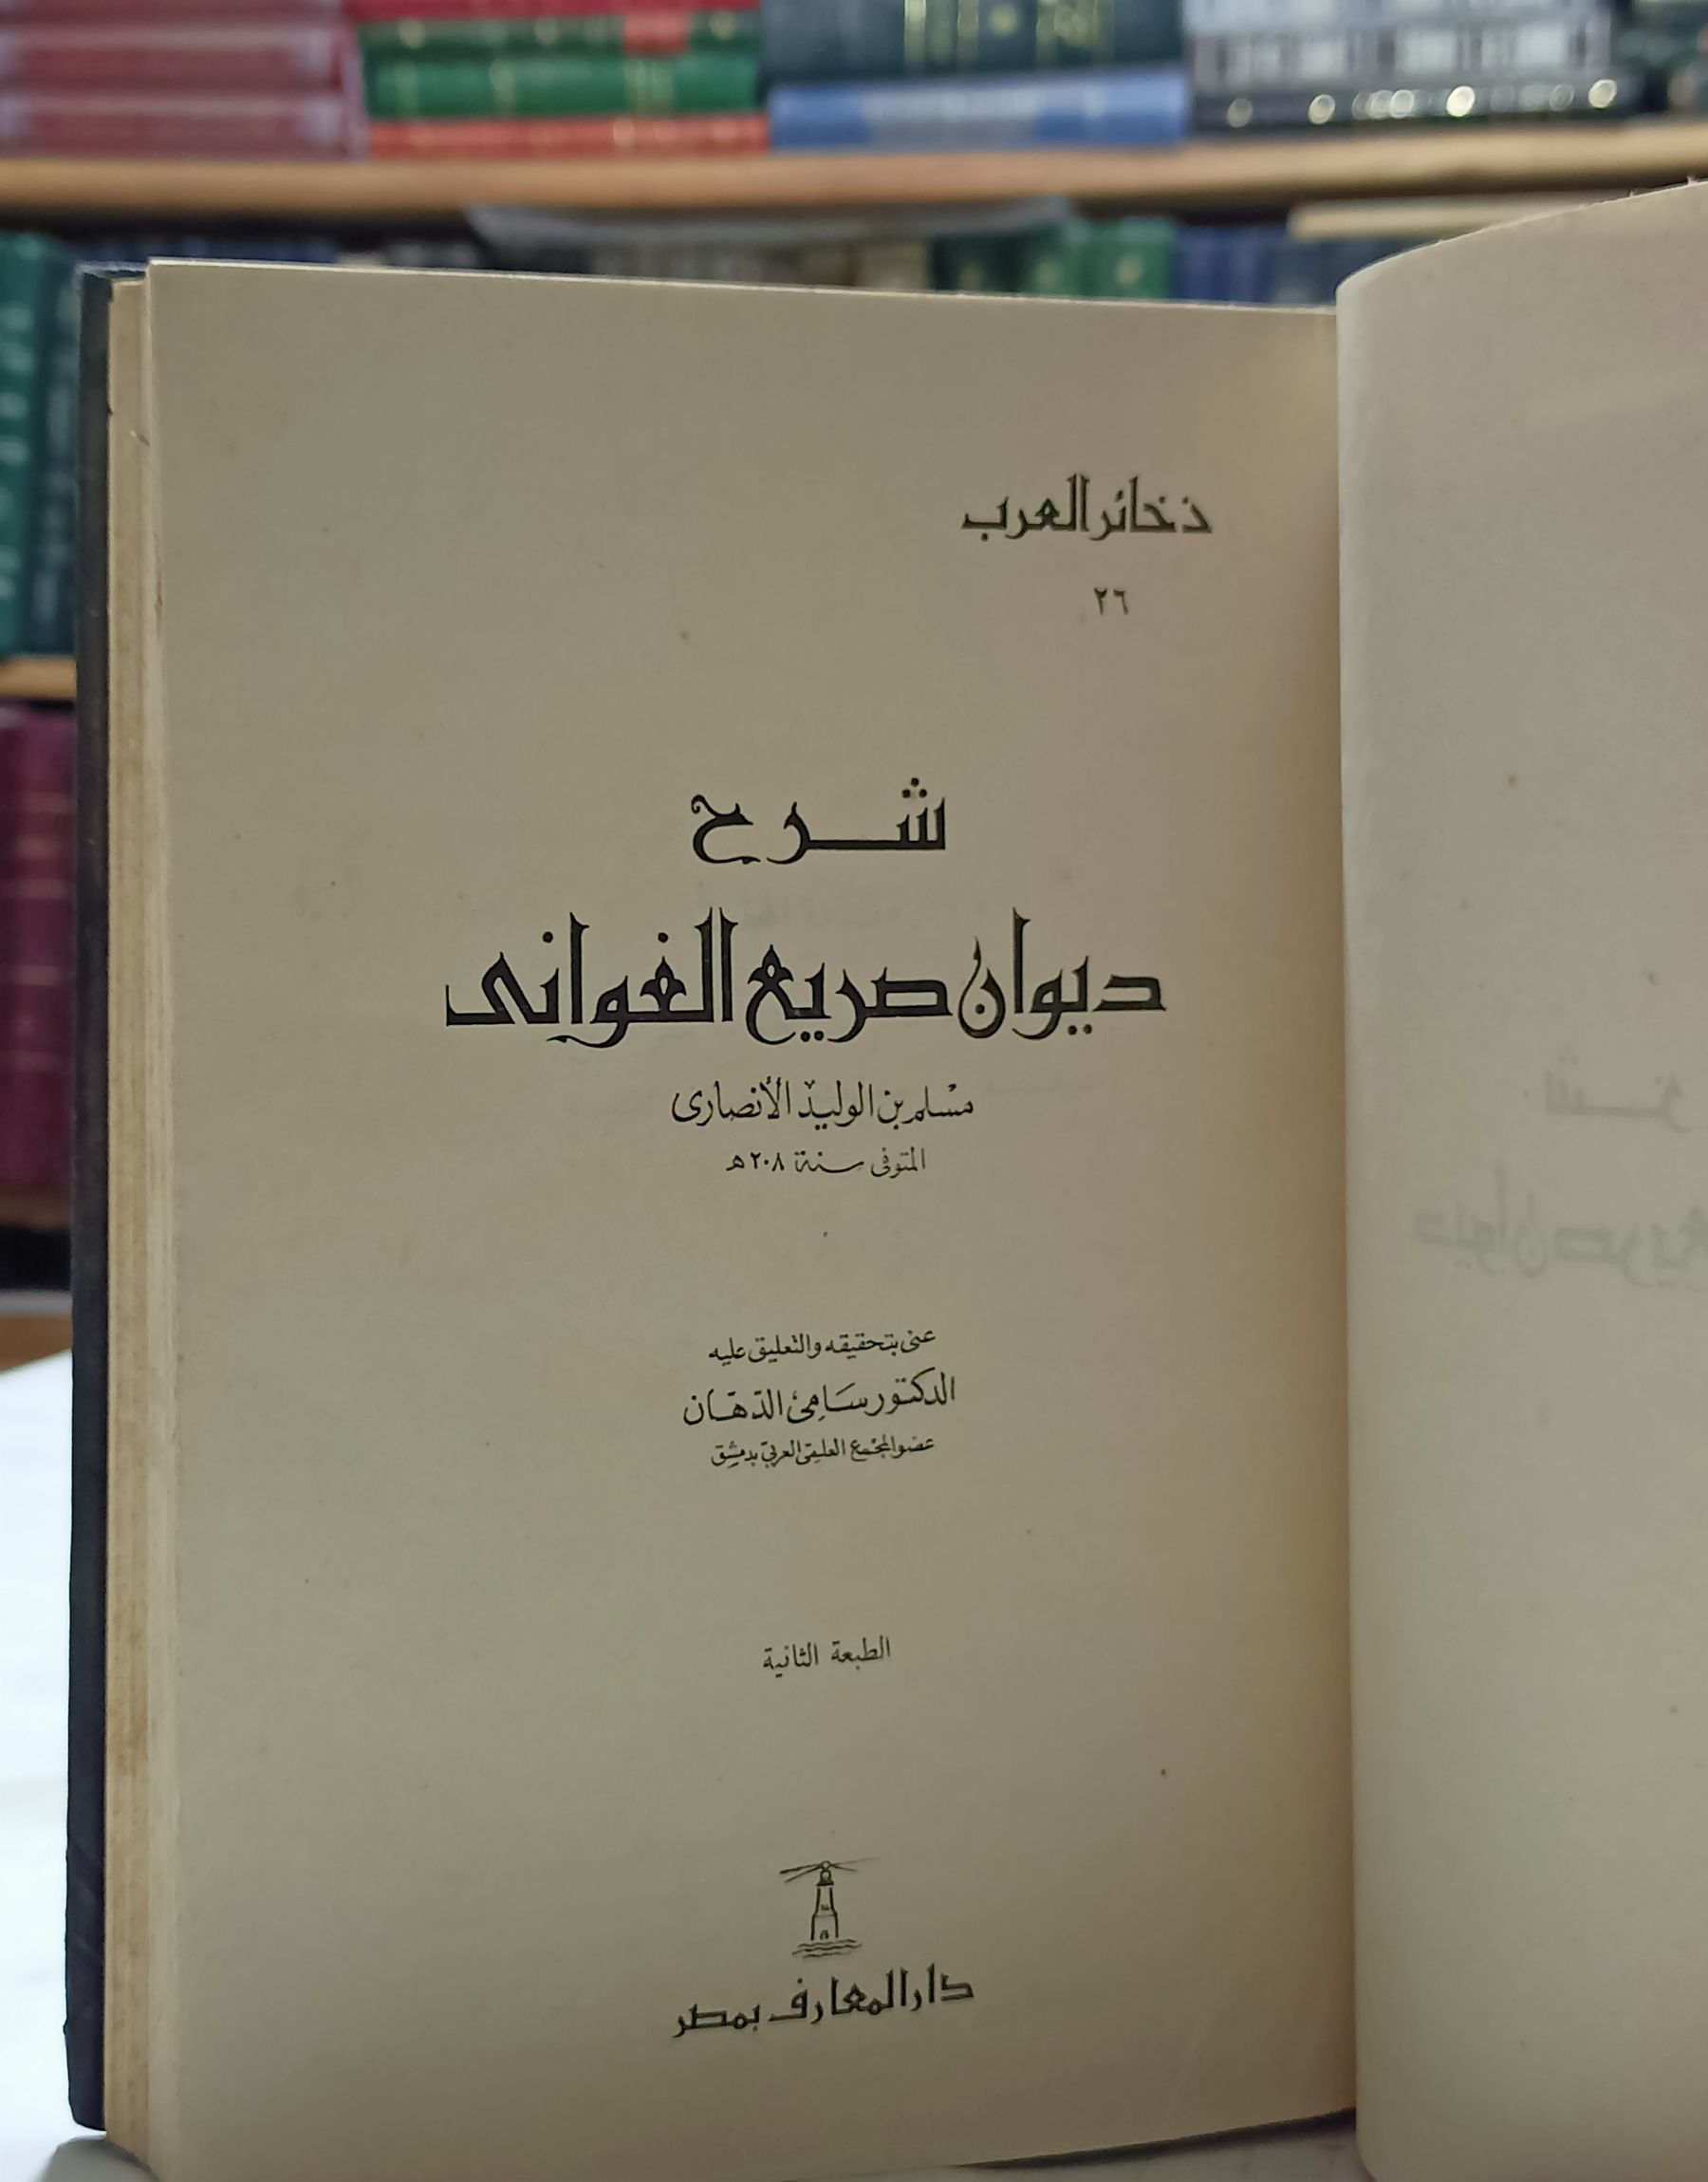 ذخائر العرب
٢٦
شرح
ديوان صريع الغوانى
مسلم بن الوليد الأنصارى
المتوفى سنة ٢٠٨ هـ
عنى بتحقيقه والتعليق عليه
الدكتور سامى الدهان
عضو المجمع العلمى العربى بدمشق
الطبعة الثانية
دار المعارف بمصر